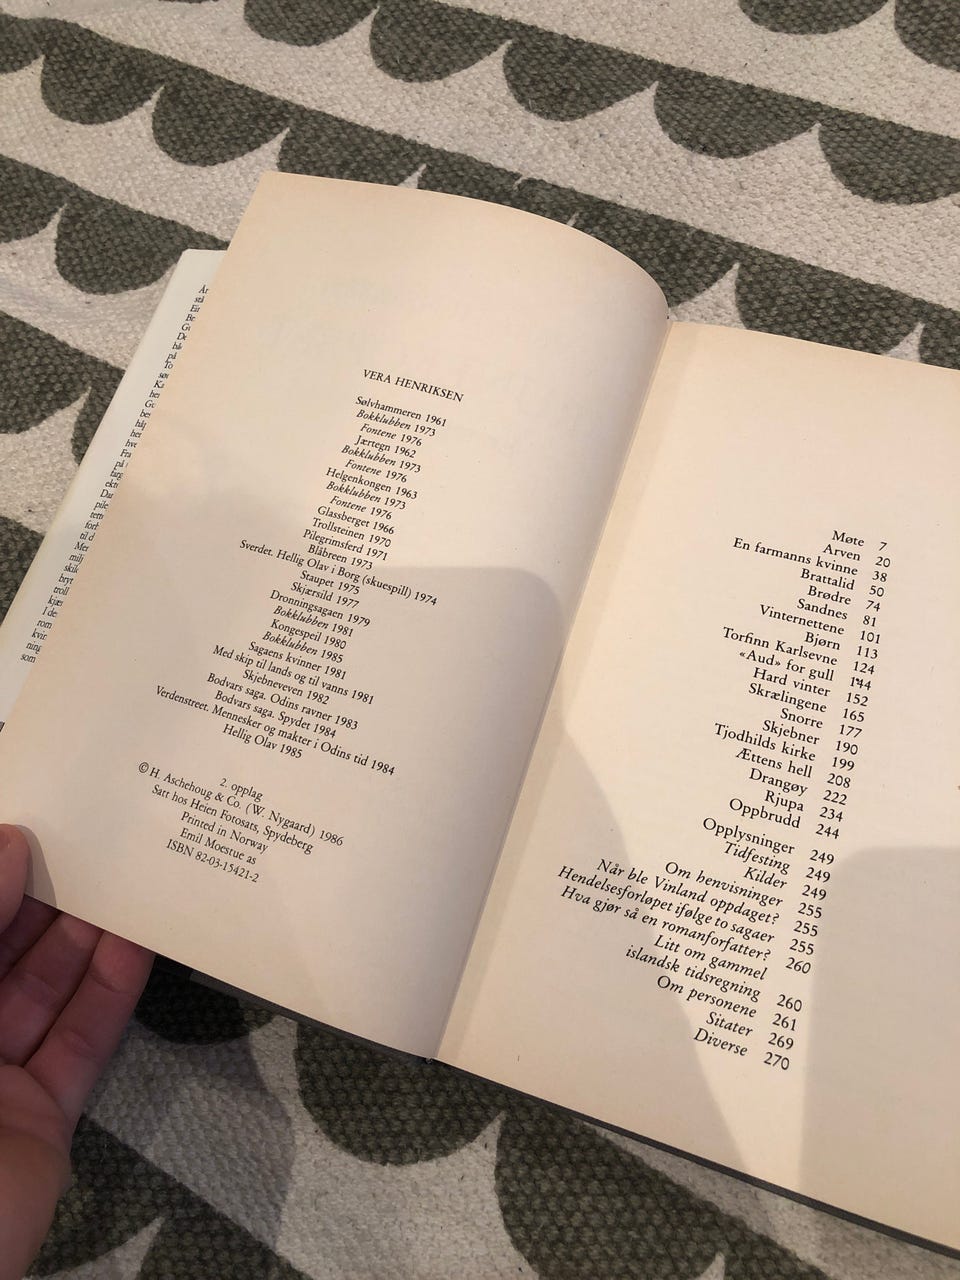 VERA HENRIKSEN
Sølvhammeren 1961
Bokklubben 1973
Fontene 1976
Jærtegn 1962
Bokklubben 1973
Fontene 1976
Helgenkongen 1963
Bokklubben 1973
Fontene 1976
Glassberget 1966
Trollsteinen 1970
Pilegrimsferd 1971
Blåbreen 1973
Sverdet. Hellig Olav i Borg (skuespill) 1974
Staupet 1975
Skjærsild 1977
Dronningsagaen 1979
Bokklubben 1981
Kongespeil 1980
Bokklubben 1985
Sagaens kvinner 1981
Med skip til lands og til vanns 1981
Skjebneveven 1982
Bodvars saga. Odins ravner 1983
Bodvars saga. Spydet 1984
Verdenstreet. Mennesker og makter i Odins tid 1984
Hellig Olav 1985
2. opplag
© H. Aschehoug & Co. (W. Nygaard) 1986
Satt hos Heien Fotosats, Spydeberg
Printed in Norway
Emil Moestue as
ISBN 82-03-15421-2
Møte 7
Arven 20
En farmanns kvinne 38
Brattalid 50
Brødre 74
Sandnes 81
Vinternettene 101
Bjørn 113
Torfinn Karlsevne 124
«Aud» for gull 144
Hard vinter 152
Skrælingene 165
Snorre 177
Skjebner 190
Tjodhilds kirke 199
Ættens hell 208
Drangøy 222
Rjupa 234
Oppbrudd 244
Opplysninger 249
Tidfesting 249
Kilder 249
Om henvisninger 255
Når ble Vinland oppdaget? 255
Hendelsesforløpet ifølge to sagaer 255
Hva gjør så en romanforfatter? 260
Litt om gammel
islandsk tidsregning 260
Om personene 261
Sitater 269
Diverse 270